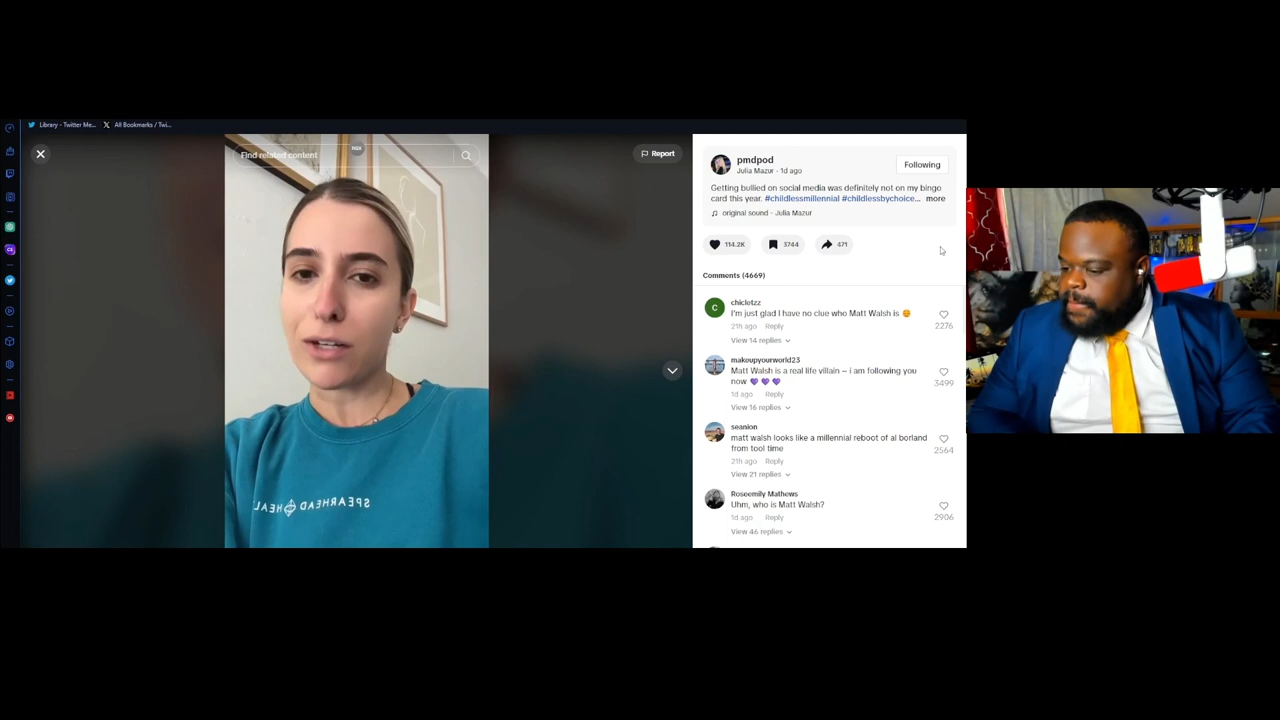 Library - Twitter Me...
All Bookmarks / Twi...
Find related content
Report
SPEARHEAD HEAL
pmdpod
Julia Mazur · 1d ago
Following
Getting bullied on social media was definitely not on my bingo
card this year. #childlessmillennial #childlessbychoice... more
original sound - Julia Mazur
114.2K
3744
471
Comments (4669)
C
chicletzz
I'm just glad I have no clue who Matt Walsh is 😊
21h ago Reply
2276
View 14 replies
makeupyourworld23
Matt Walsh is a real life villain – i am following you
now 💜 💜 💜
1d ago Reply
3499
View 16 replies
seanion
matt walsh looks like a millennial reboot of al borland
from tool time
21h ago Reply
2564
View 21 replies
Roseemily Mathews
Uhm, who is Matt Walsh?
1d ago Reply
2906
View 46 replies